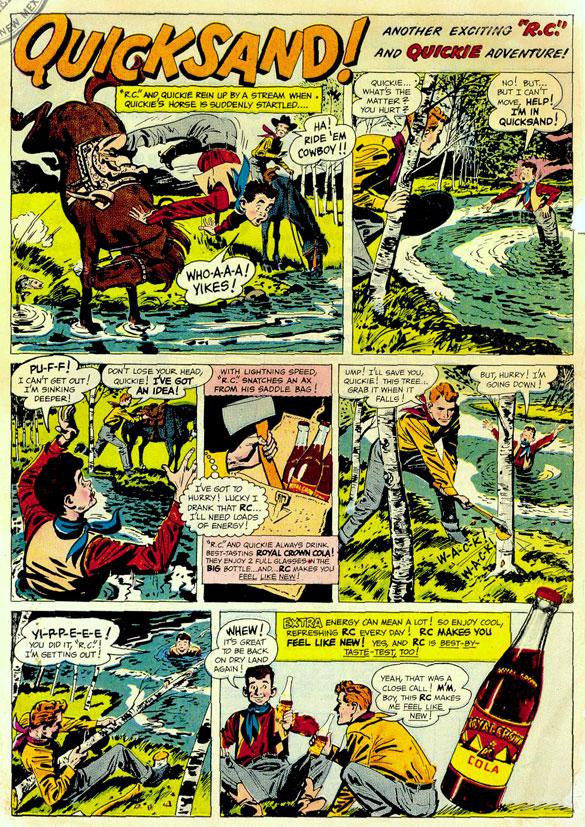 NEW MEX
QUICKSAND!
ANOTHER EXCITING "R.C."
AND QUICKIE ADVENTURE!
"R.C." AND QUICKIE REIN UP BY A STREAM WHEN
QUICKIE'S HORSE IS SUDDENLY STARTLED....
HA!
RIDE 'EM
COWBOY!!
WHO-A-A-A!
YIKES!
QUICKIE...
WHAT'S THE
MATTER?
YOU HURT?
NO! BUT...
BUT I CAN'T
MOVE, HELP!
I'M IN
QUICKSAND!
PU-F-F!
I CAN'T GET OUT!
I'M SINKING
DEEPER!
DON'T LOSE YOUR HEAD,
QUICKIE! I'VE GOT
AN IDEA!
WITH LIGHTNING SPEED,
"R.C." SNATCHES AN AX
FROM HIS SADDLE BAG!
ROYAL CROWN
I'VE GOT TO
HURRY! LUCKY I
DRANK THAT RC...
I'LL NEED LOADS
OF ENERGY!
"R.C." AND QUICKIE ALWAYS DRINK
BEST-TASTING ROYAL CROWN COLA!
THEY ENJOY 2 FULL GLASSES IN THE
BIG BOTTLE...AND...RC MAKES YOU
FEEL LIKE NEW!
UMP! I'LL SAVE YOU,
QUICKIE! THIS TREE...
GRAB IT WHEN IT
FALLS!
BUT, HURRY! I'M
GOING DOWN!
W-A-C-K!
W-A-C-K!
YI-P-P-E-E-E!
YOU DID IT, "R.C."!
I'M GETTING OUT!
WHEW!
IT'S GREAT
TO BE BACK
ON DRY LAND
AGAIN!
EXTRA ENERGY CAN MEAN A LOT! SO ENJOY COOL,
REFRESHING RC EVERY DAY! RC MAKES YOU
FEEL LIKE NEW! YES, AND RC IS BEST-BY-
TASTE-TEST, TOO!
YEAH, THAT WAS A
CLOSE CALL! M'M,
BOY, THIS RC MAKES
ME FEEL LIKE
NEW!
ROYAL CROWN
ROYAL CROWN
COLA